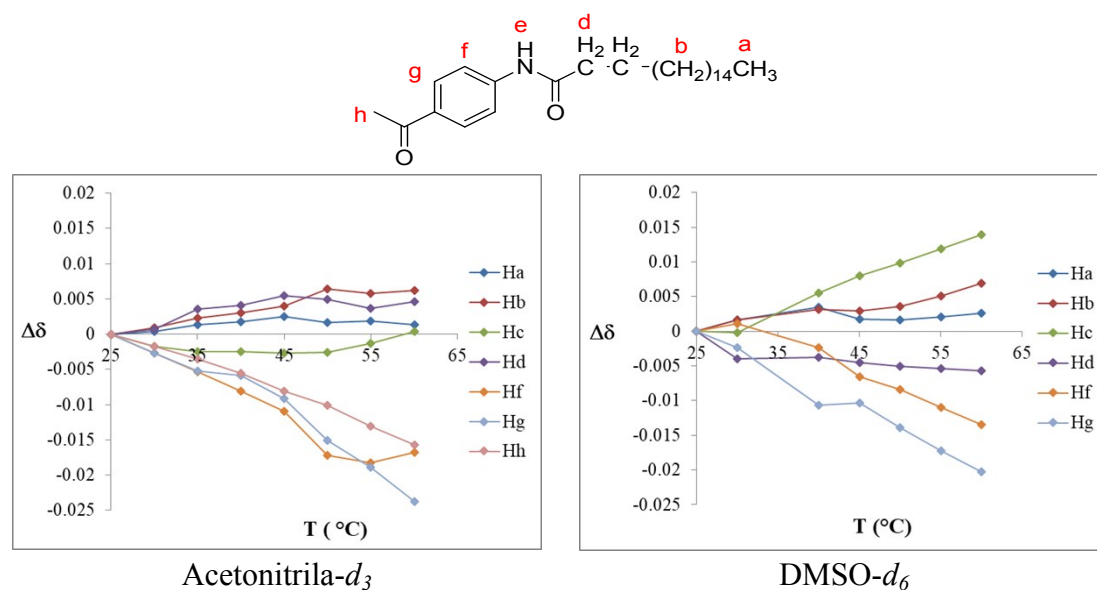 d
H2 H2
e
H
f
b
a
g
N
C
(CH2)14CH3
h
O
O
0.02
0.015
0.01
0.005
0
-0.005
-0.01
-0.015
-0.02
-0.025
Δδ
25 35 45 55 65
T ( °C)
Ha
Hb
Hc
Hd
Hf
Hg
Hh
Acetonitrila-d3
0.02
0.015
0.01
0.005
0
-0.005
-0.01
-0.015
-0.02
-0.025
Δδ
25 35 45 55 65
T (°C)
Ha
Hb
Hc
Hd
Hf
Hg
DMSO-d6